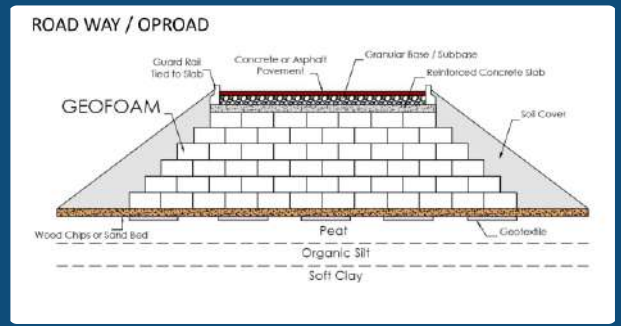 ROAD WAY / OPROAD
Guard Rail
Tied to Slab
Concrete or Asphalt
Pavement
Granular Base / Subbase
Reinforced Concrete Slab
GEOFOAM
Soil Cover
Wood Chips or Sand Bed
Peat
Geotextile
Organic Silt
Soft Clay